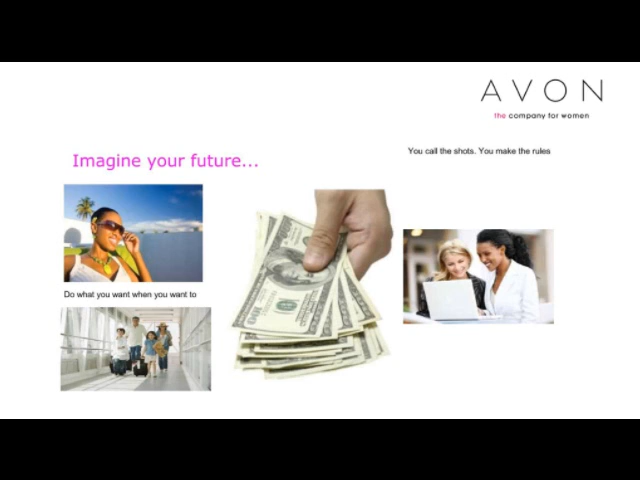 AVON
the company for women
You call the shots. You make the rules
Imagine your future...
Do what you want when you want to
100